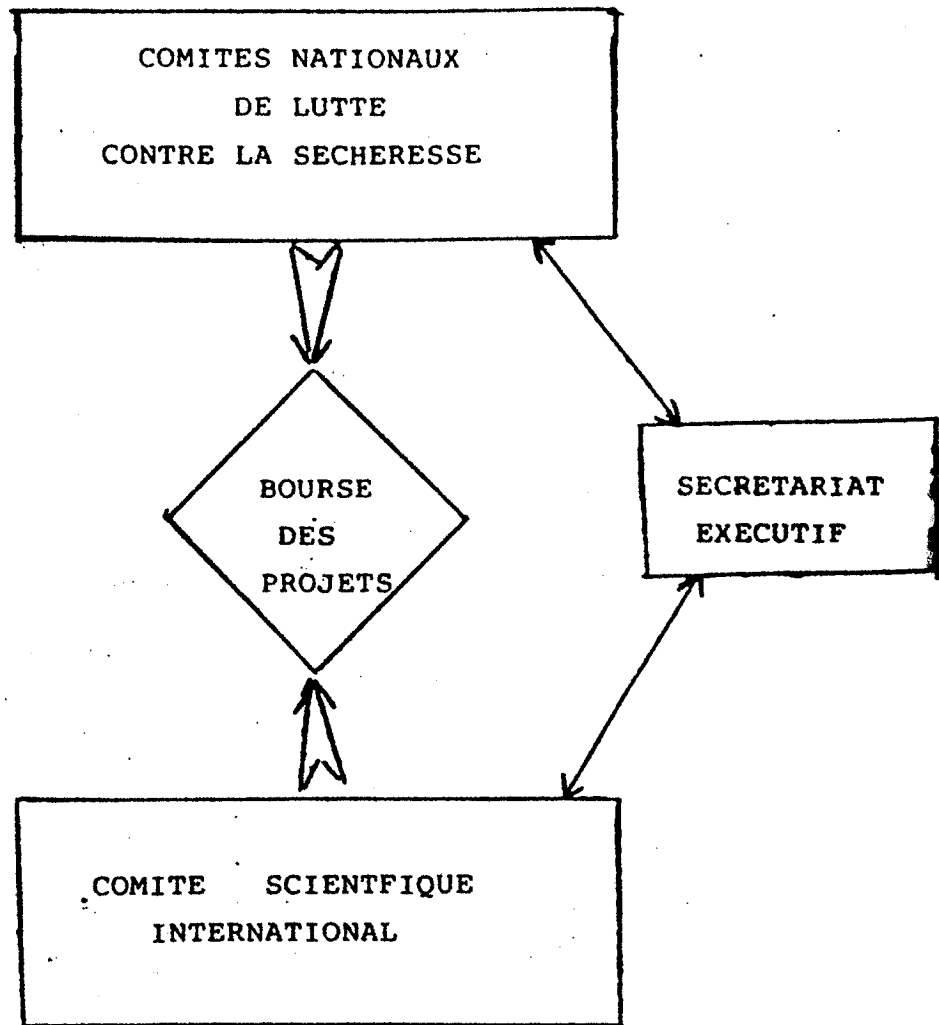 COMITES NATIONAUX
DE LUTTE
CONTRE LA SECHERESSE
BOURSE
DES
PROJETS
SECRETARIAT
EXECUTIF
COMITE SCIENTFIQUE
INTERNATIONAL